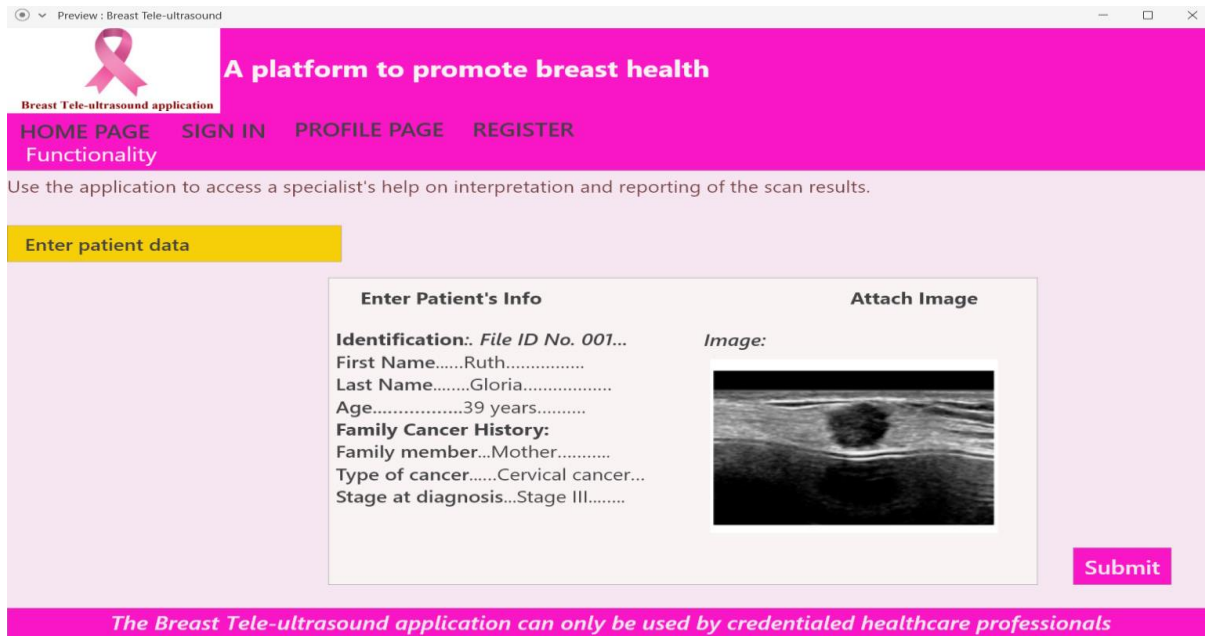 Preview : Breast Tele-ultrasound
A platform to promote breast health
Breast Tele-ultrasound application
HOME PAGE SIGN IN PROFILE PAGE REGISTER
Functionality
Use the application to access a specialist's help on interpretation and reporting of the scan results.
Enter patient data
Enter Patient's Info
Identification:. File ID No. 001...
First Name......Ruth................
Last Name........Gloria..................
Age.................39 years..........
Family Cancer History:
Family member...Mother...........
Type of cancer......Cervical cancer...
Stage at diagnosis...Stage III........
Attach Image
Image:
Submit
The Breast Tele-ultrasound application can only be used by credentialed healthcare professionals